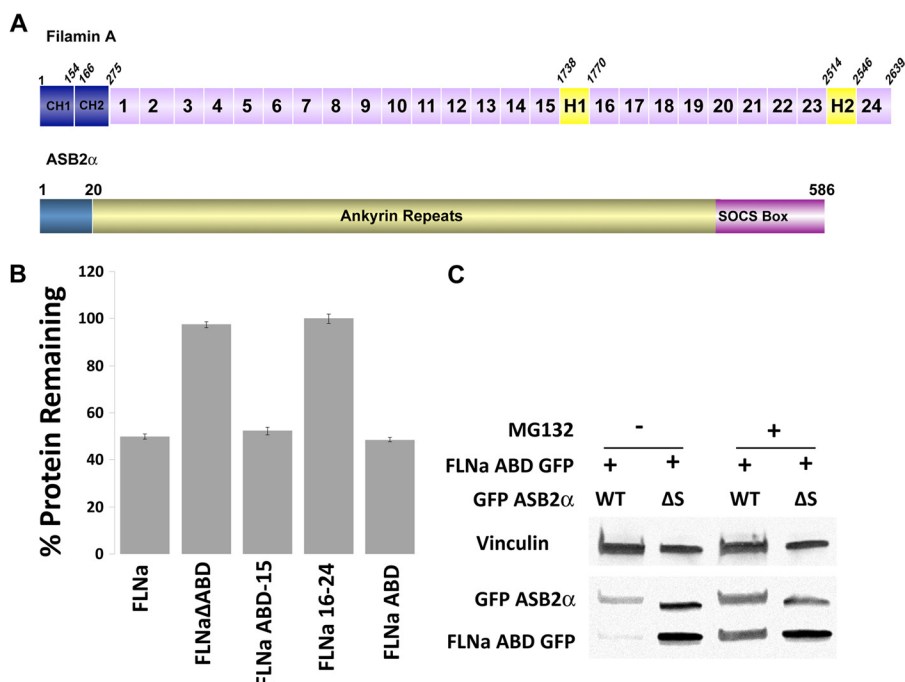 A
Filamin A
1 154 166 275 1738 1770 2514 2546 2639
CH1 CH2 1 2 3 4 5 6 7 8 9 10 11 12 13 14 15 H1 16 17 18 19 20 21 22 23 H2 24
ASB2α
1 20 586
Ankyrin Repeats SOCS Box
B
% Protein Remaining
120
100
80
60
40
20
0
FLNa
FLNaΔABD
FLNa ABD-15
FLNa 16-24
FLNa ABD
C
MG132 - +
FLNa ABD GFP + + + +
GFP ASB2α WT ΔS WT ΔS
Vinculin
GFP ASB2α
FLNa ABD GFP